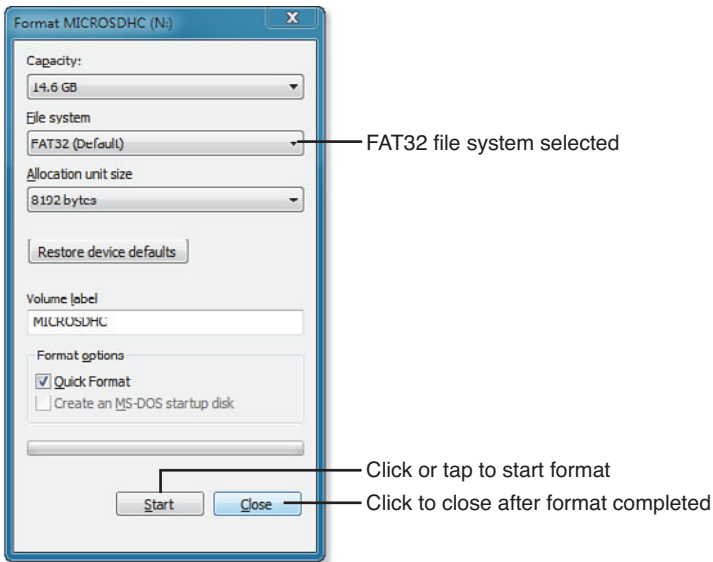 Format MICROSDHC (N:)
X
Capacity:
14.6 GB
File system
FAT32 (Default)
FAT32 file system selected
Allocation unit size
8192 bytes
Restore device defaults
Volume label
MICROSDHC
Format options
Quick Format
Create an MS-DOS startup disk
Click or tap to start format
Start
Close
Click to close after format completed